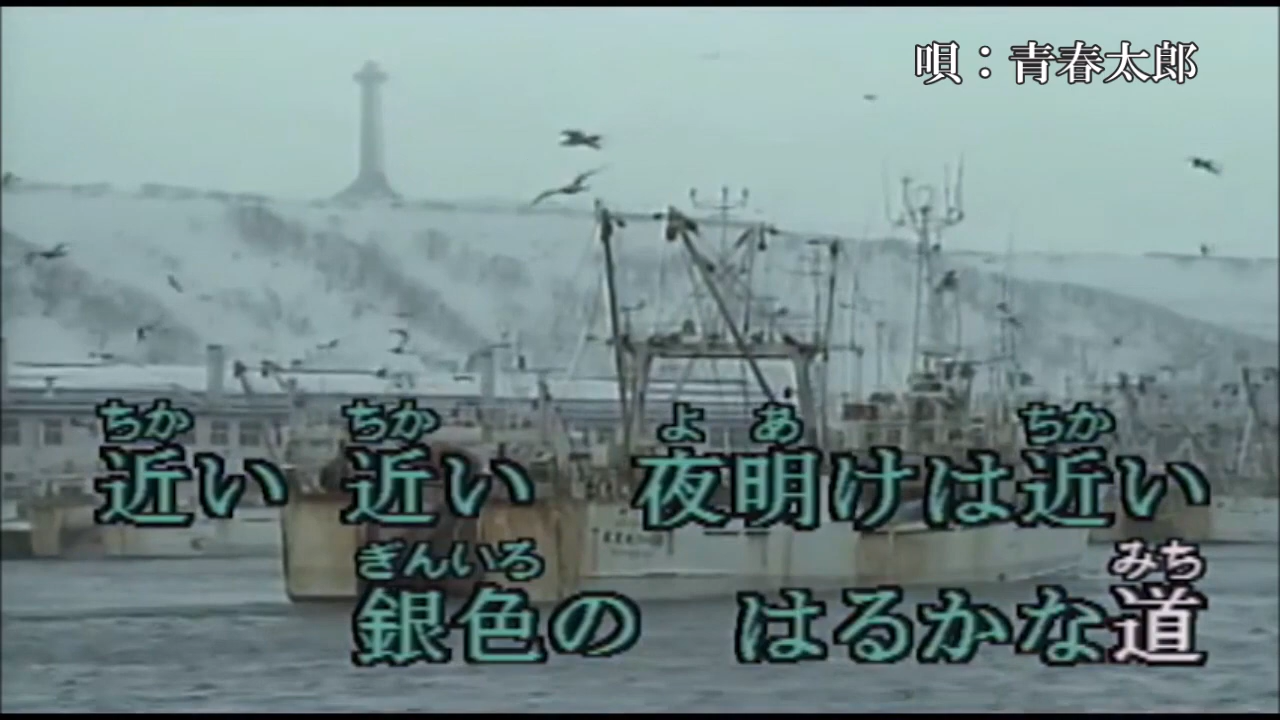 唄：青春太郎
ちか ちか よ あ ちか
近い 近い 夜明けは近い
ぎんいろ みち
銀色の はるかな道